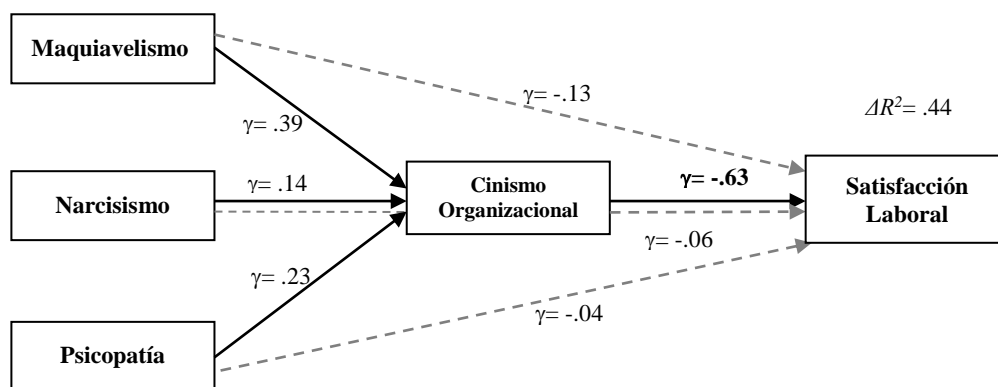 Maquiavelismo
γ= -.13
ΔR²= .44
γ= .39
Narcisismo
γ= .14
Cinismo
Organizacional
γ= -.63
Satisfacción
Laboral
γ= -.06
γ= .23
γ= -.04
Psicopatía